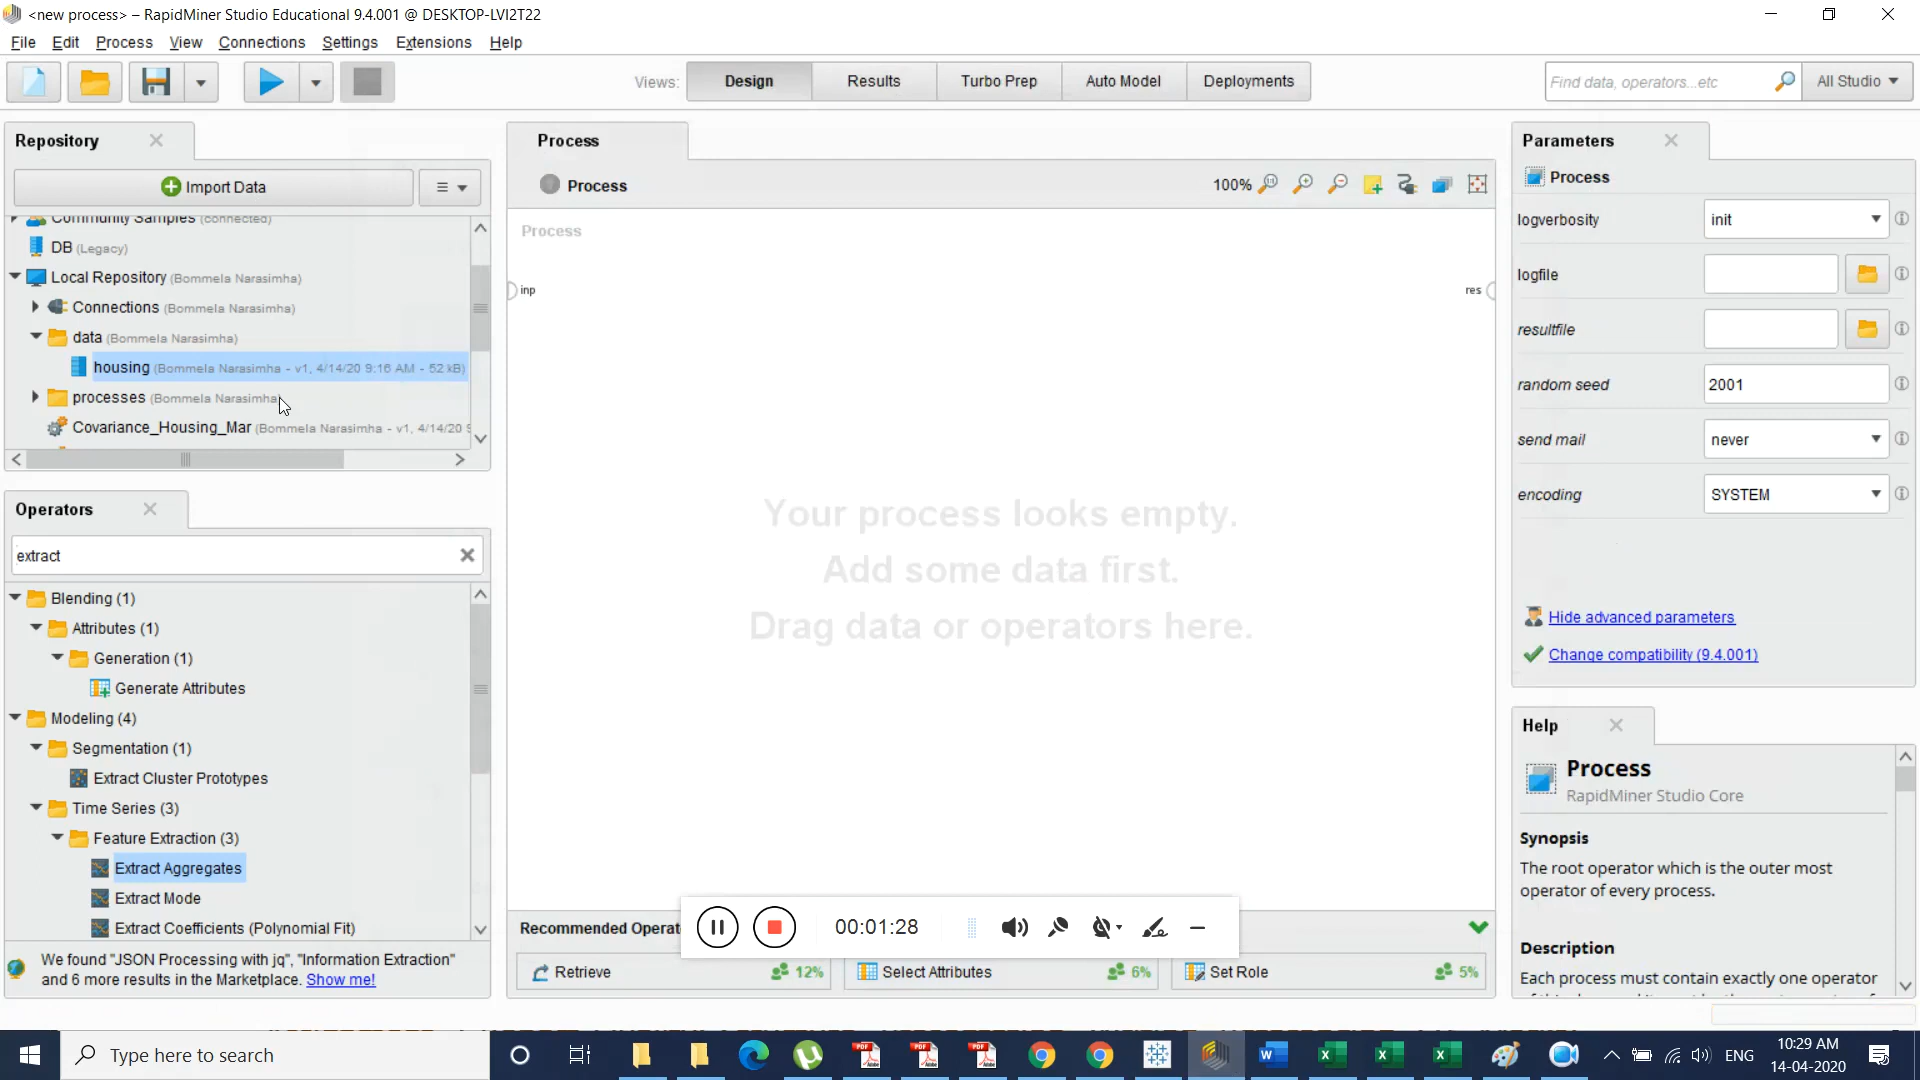 <new process> – RapidMiner Studio Educational 9.4.001 @ DESKTOP-LVI2T22
File Edit Process View Connections Settings Extensions Help
Views: Design Results Turbo Prep Auto Model Deployments
Find data, operators...etc All Studio
Repository
Import Data
Community Samples (connected)
DB (Legacy)
Local Repository (Bommela Narasimha)
Connections (Bommela Narasimha)
data (Bommela Narasimha)
housing (Bommela Narasimha - v1, 4/14/20 9:16 AM - 52 kB)
processes (Bommela Narasimha)
Covariance_Housing_Mar (Bommela Narasimha - v1, 4/14/20 9
Operators
extract
Blending (1)
Attributes (1)
Generation (1)
Generate Attributes
Modeling (4)
Segmentation (1)
Extract Cluster Prototypes
Time Series (3)
Feature Extraction (3)
Extract Aggregates
Extract Mode
Extract Coefficients (Polynomial Fit)
We found "JSON Processing with jq", "Information Extraction"
and 6 more results in the Marketplace. Show me!
Process
Process
100%
Process
inp
res
Your process looks empty.
Add some data first.
Drag data or operators here.
00:01:28
Recommended Operat
Retrieve 12% Select Attributes 6% Set Role 5%
Parameters
Process
logverbosity init
logfile
resultfile
random seed 2001
send mail never
encoding SYSTEM
Hide advanced parameters
Change compatibility (9.4.001)
Help
Process
RapidMiner Studio Core
Synopsis
The root operator which is the outer most
operator of every process.
Description
Each process must contain exactly one operator
Type here to search
ENG
10:29 AM
14-04-2020